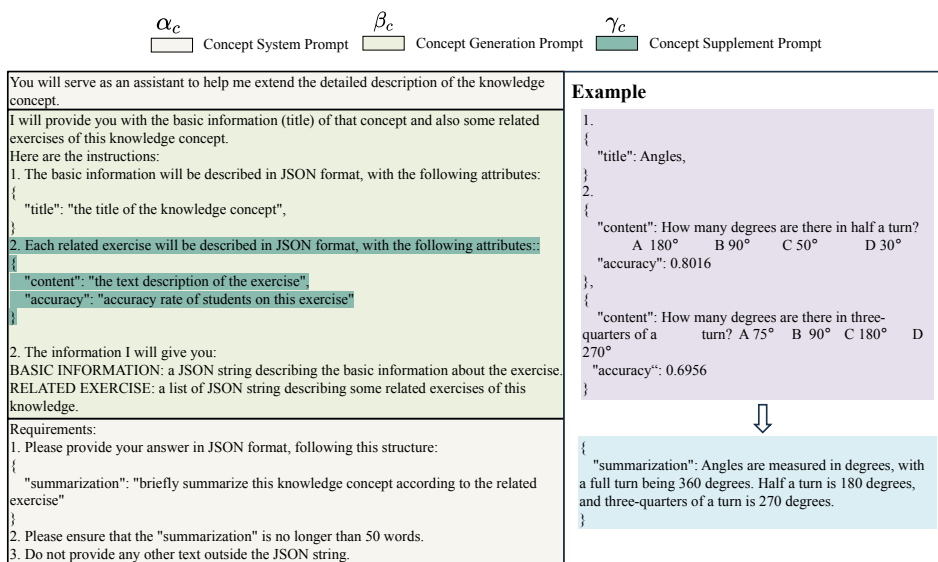 α_c β_c γ_c
Concept System Prompt Concept Generation Prompt Concept Supplement Prompt
You will serve as an assistant to help me extend the detailed description of the knowledge
concept.
I will provide you with the basic information (title) of that concept and also some related
exercises of this knowledge concept.
Here are the instructions:
1. The basic information will be described in JSON format, with the following attributes:
{
"title": "the title of the knowledge concept",
}
2. Each related exercise will be described in JSON format, with the following attributes::
{
"content": "the text description of the exercise",
"accuracy": "accuracy rate of students on this exercise"
}
2. The information I will give you:
BASIC INFORMATION: a JSON string describing the basic information about the exercise.
RELATED EXERCISE: a list of JSON string describing some related exercises of this
knowledge.
Requirements:
1. Please provide your answer in JSON format, following this structure:
{
"summarization": "briefly summarize this knowledge concept according to the related
exercise"
}
2. Please ensure that the "summarization" is no longer than 50 words.
3. Do not provide any other text outside the JSON string.
Example
1.
{
"title": Angles,
}
2.
{
"content": How many degrees are there in half a turn?
A 180° B 90° C 50° D 30°
"accuracy": 0.8016
},
{
"content": How many degrees are there in three-
quarters of a turn? A 75° B 90° C 180° D
270°
"accuracy“: 0.6956
}
{
"summarization": Angles are measured in degrees, with
a full turn being 360 degrees. Half a turn is 180 degrees,
and three-quarters of a turn is 270 degrees.
}